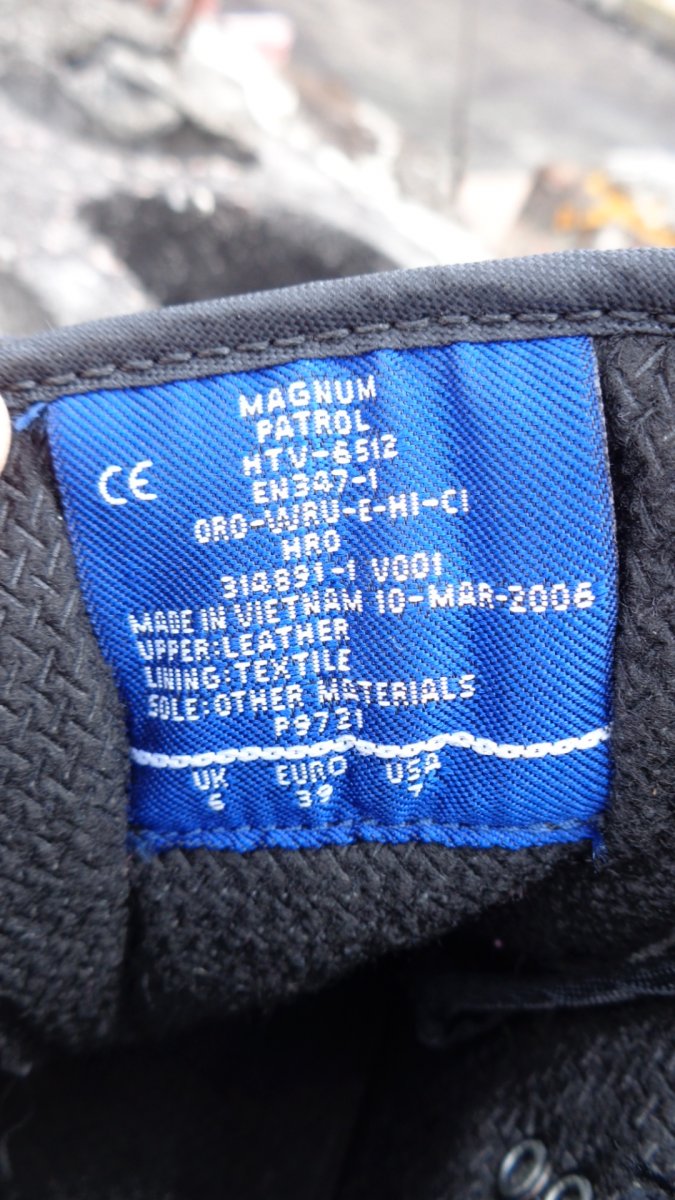 MAGNUM
PATROL
HTV-6512
CE
EN347-1
ORO-WRU-E-HI-CI
HRO
314891-1 V001
MADE IN VIETNAM 10-MAR-2006
UPPER:LEATHER
LINING:TEXTILE
SOLE:OTHER MATERIALS
P9721
UK EURO USA
6 39 7